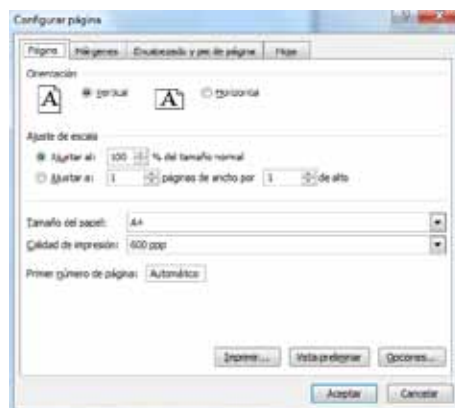 Configurar página
Página Márgenes Encabezado y pie de página Hoja
Orientación
A Vertical A Horizontal
Ajuste de escala
Ajustar al: 100 % del tamaño normal
Ajustar a: 1 páginas de ancho por 1 de alto
Tamaño del papel: A4
Calidad de impresión: 600 ppp
Primer número de página: Automático
Imprimir... Vista preliminar Opciones...
Aceptar Cancelar